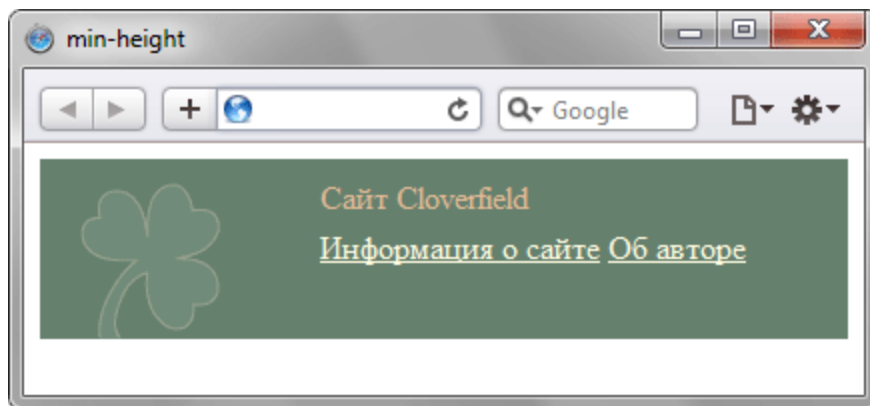 min-height
Google
Сайт Cloverfield
Информация о сайте Об авторе